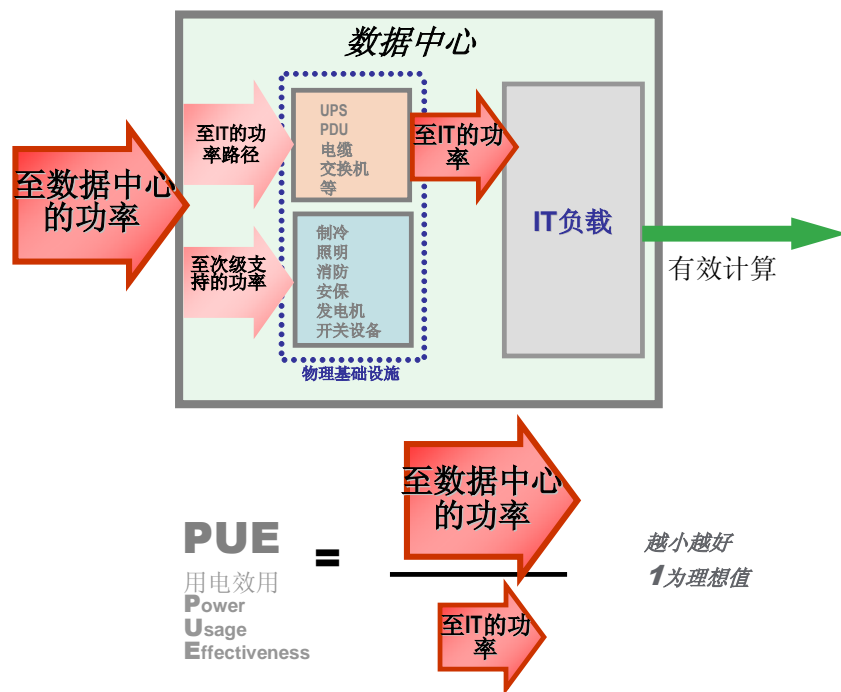 数据中心
至数据中心
的功率
至IT的功
率路径
UPS
PDU
电缆
交换机
等
至IT的功
率
至次级支
持的功率
制冷
照明
消防
安保
发电机
开关设备
物理基础设施
IT负载
有效计算
PUE
用电效用
Power
Usage
Effectiveness
=
至数据中心
的功率
至IT的功
率
越小越好
1为理想值